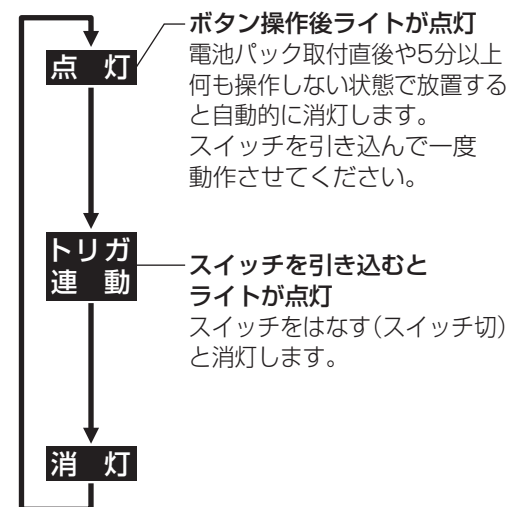 点 灯
ボタン操作後ライトが点灯
電池パック取付直後や5分以上
何も操作しない状態で放置する
と自動的に消灯します。
スイッチを引き込んで一度
動作させてください。
トリガ
連 動
スイッチを引き込むと
ライトが点灯
スイッチをはなす(スイッチ切)
と消灯します。
消 灯